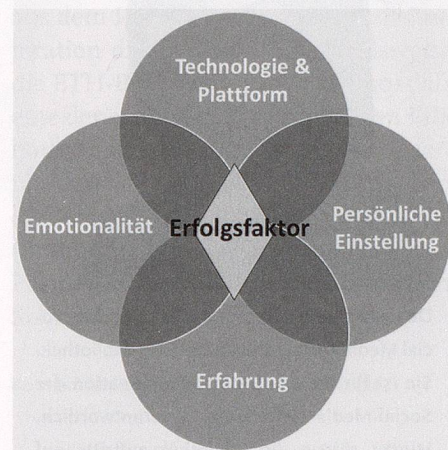 Technologie &
Plattform
Emotionalität
Erfolgsfaktor
Persönliche
Einstellung
Erfahrung